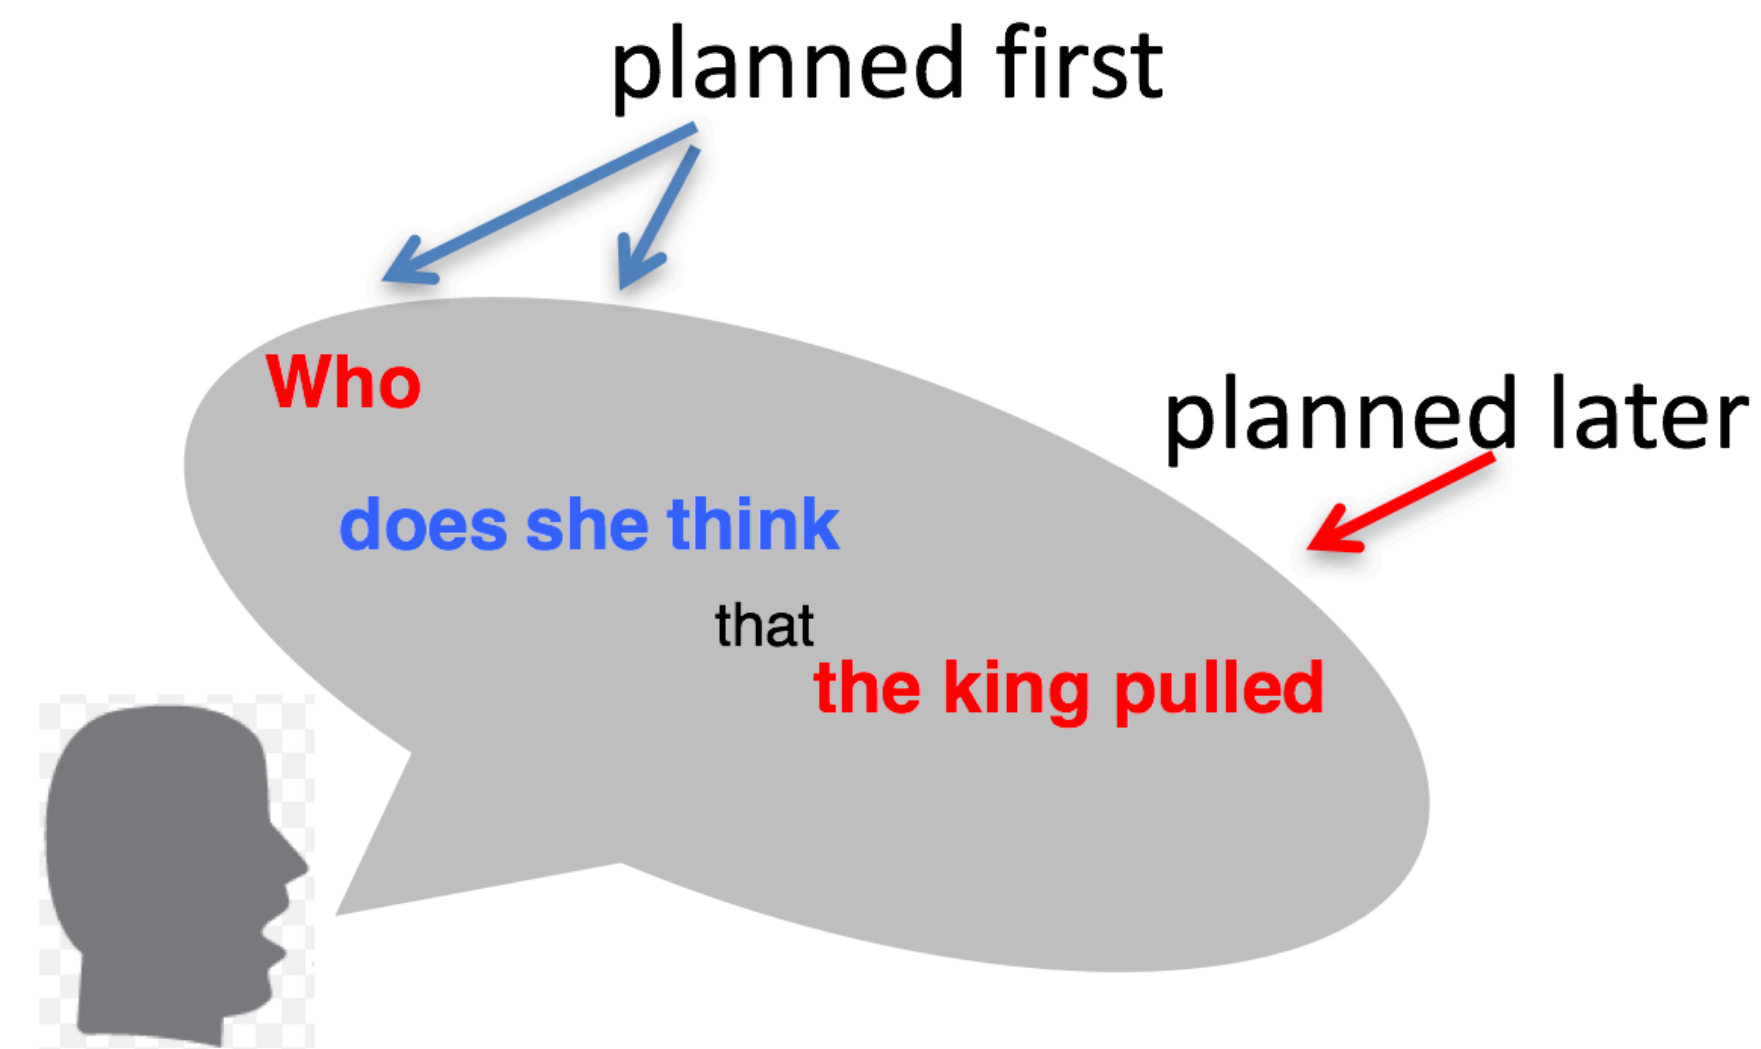 planned first
Who
planned later
does she think
that
the king pulled